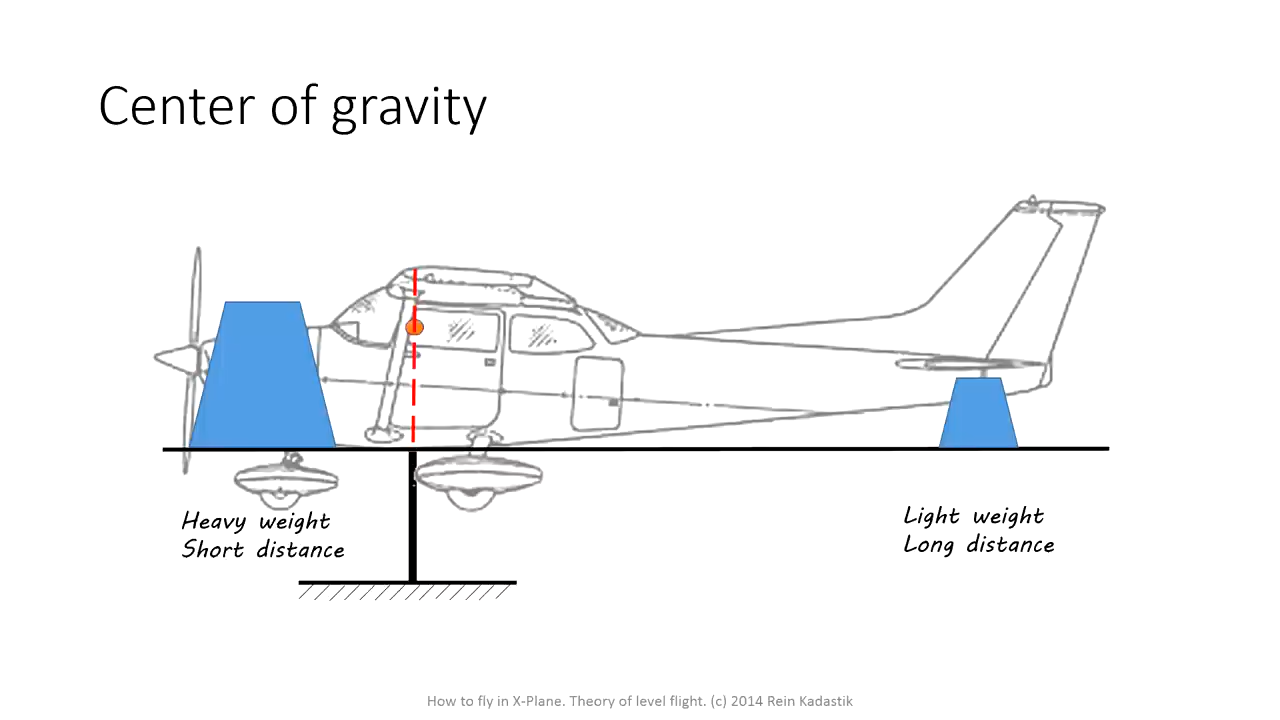 Center of gravity
Heavy weight
Short distance
Light weight
Long distance
How to fly in X-Plane. Theory of level flight. (c) 2014 Rein Kadastik